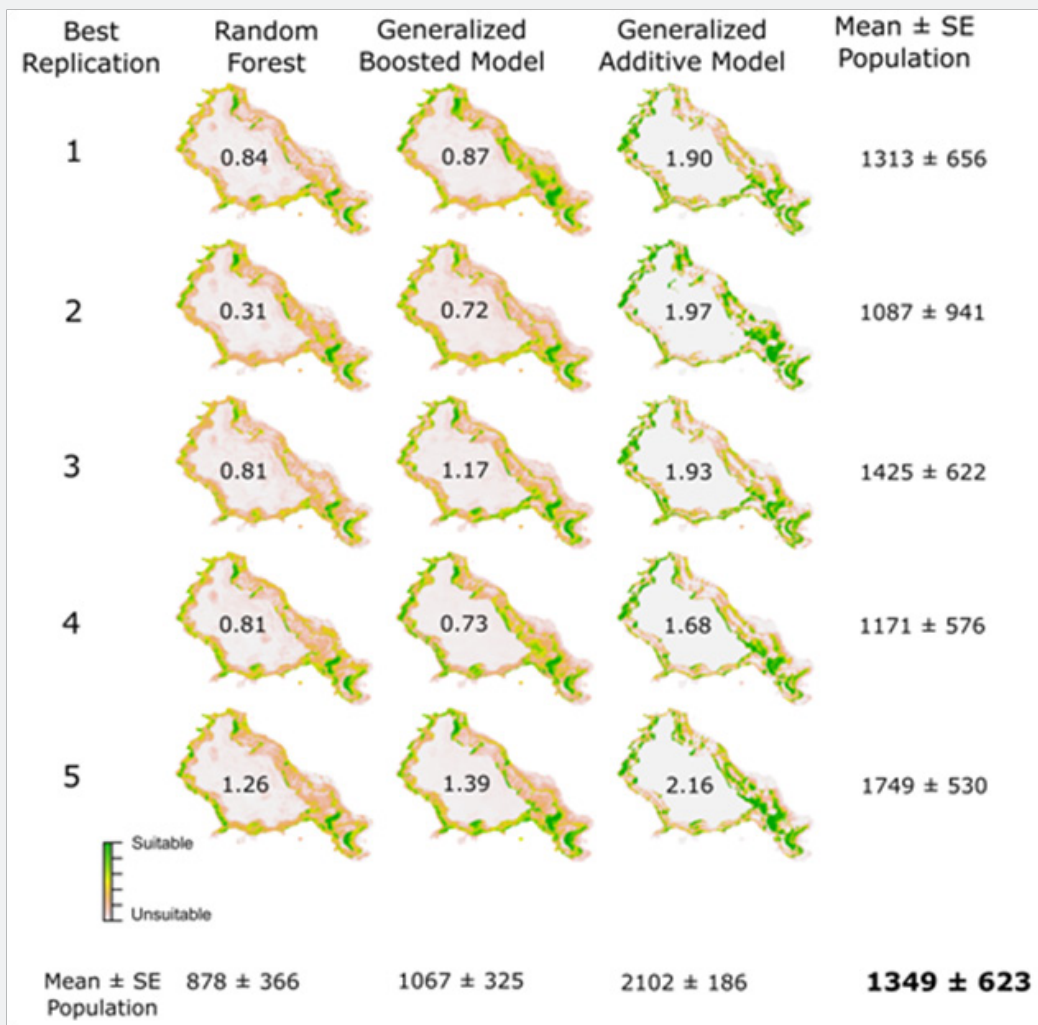 Best Replication
Random Forest
Generalized Boosted Model
Generalized Additive Model
Mean ± SE Population
1 0.84 0.87 1.90 1313 ± 656
2 0.31 0.72 1.97 1087 ± 941
3 0.81 1.17 1.93 1425 ± 622
4 0.81 0.73 1.68 1171 ± 576
5 1.26 1.39 2.16 1749 ± 530
Suitable
Unsuitable
Mean ± SE Population 878 ± 366 1067 ± 325 2102 ± 186 1349 ± 623